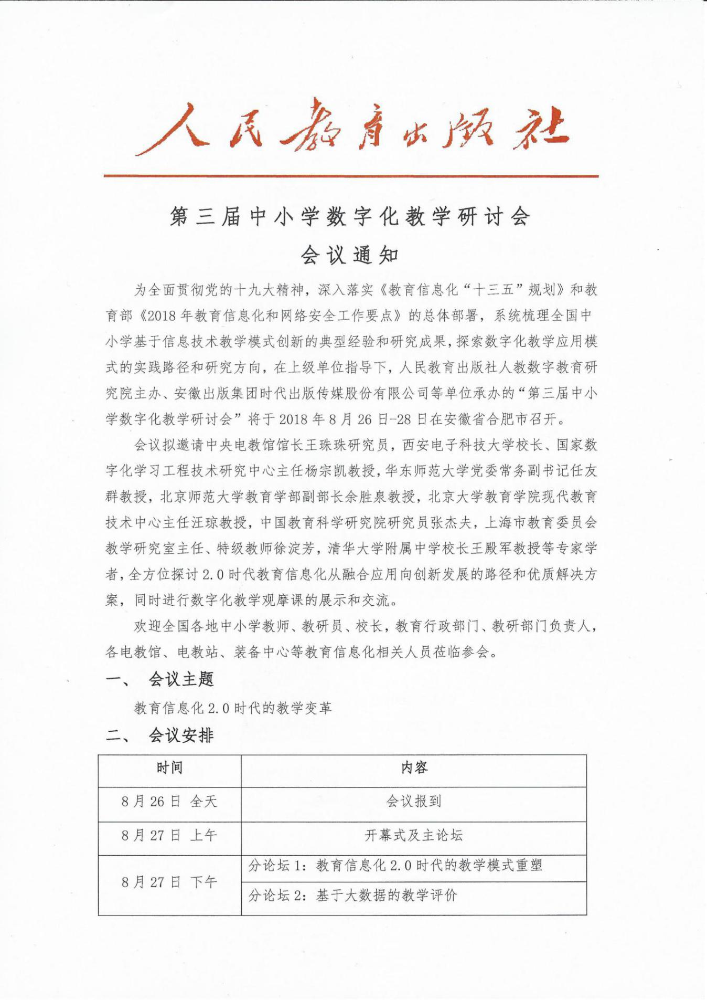 人民教育出版社
第三届中小学数字化教学研讨会
会议通知
为全面贯彻党的十九大精神，深入落实《教育信息化“十三五”规划》和教
育部《2018年教育信息化和网络安全工作要点》的总体部署，系统梳理全国中
小学基于信息技术教学模式创新的典型经验和研究成果，探索数字化教学应用模
式的实践路径和研究方向，在上级单位指导下，人民教育出版社人教数字教育研
究院主办、安徽出版集团时代出版传媒股份有限公司等单位承办的“第三届中小
学数字化教学研讨会”将于2018年8月26日-28日在安徽省合肥市召开。
会议拟邀请中央电教馆馆长王珠珠研究员，西安电子科技大学校长、国家数
字化学习工程技术研究中心主任杨宗凯教授，华东师范大学党委常务副书记任友
群教授，北京师范大学教育学部副部长余胜泉教授，北京大学教育学院现代教育
技术中心主任汪琼教授，中国教育科学研究院研究员张杰夫，上海市教育委员会
教学研究室主任、特级教师徐淀芳，清华大学附属中学校长王殿军教授等专家学
者，全方位探讨2.0时代教育信息化从融合应用向创新发展的路径和优质解决方
案，同时进行数字化教学观摩课的展示和交流。
欢迎全国各地中小学教师、教研员、校长，教育行政部门、教研部门负责人，
各电教馆、电教站、装备中心等教育信息化相关人员莅临参会。
一、 会议主题
教育信息化2.0时代的教学变革
二、 会议安排
时间 内容
8月26日 全天 会议报到
8月27日 上午 开幕式及主论坛
8月27日 下午 分论坛1：教育信息化2.0时代的教学模式重塑
分论坛2：基于大数据的教学评价